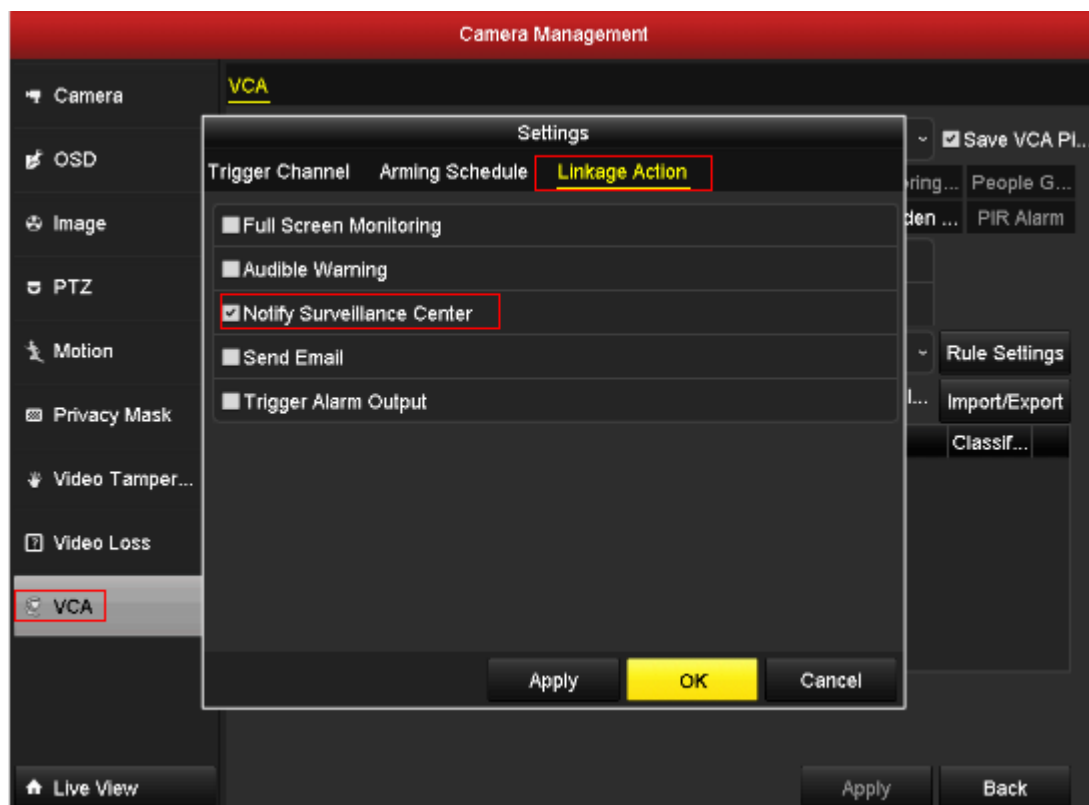 Camera Management
Camera
OSD
Image
PTZ
Motion
Privacy Mask
Video Tamper...
Video Loss
VCA
Live View
VCA
Save VCA Pi...
ring... People G...
den ... PIR Alarm
Rule Settings
l... Import/Export
Classif...
Settings
Trigger Channel Arming Schedule Linkage Action
Full Screen Monitoring
Audible Warning
Notify Surveillance Center
Send Email
Trigger Alarm Output
Apply OK Cancel
Apply Back